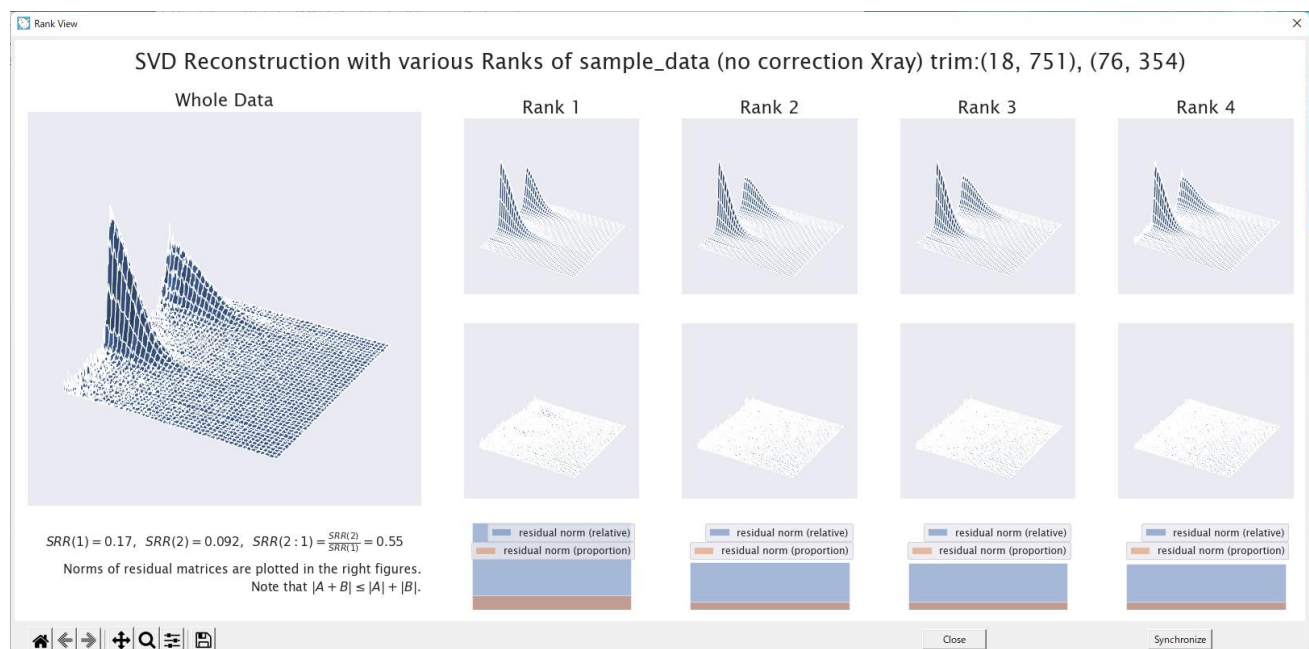 Rank View
SVD Reconstruction with various Ranks of sample_data (no correction Xray) trim:(18, 751), (76, 354)
Whole Data
Rank 1
Rank 2
Rank 3
Rank 4
SRR(1) = 0.17, SRR(2) = 0.092, SRR(2 : 1) = SRR(2)/SRR(1) = 0.55
Norms of residual matrices are plotted in the right figures.
Note that |A + B| ≤ |A| + |B|.
residual norm (relative)
residual norm (proportion)
residual norm (relative)
residual norm (proportion)
residual norm (relative)
residual norm (proportion)
residual norm (relative)
residual norm (proportion)
Close
Synchronize